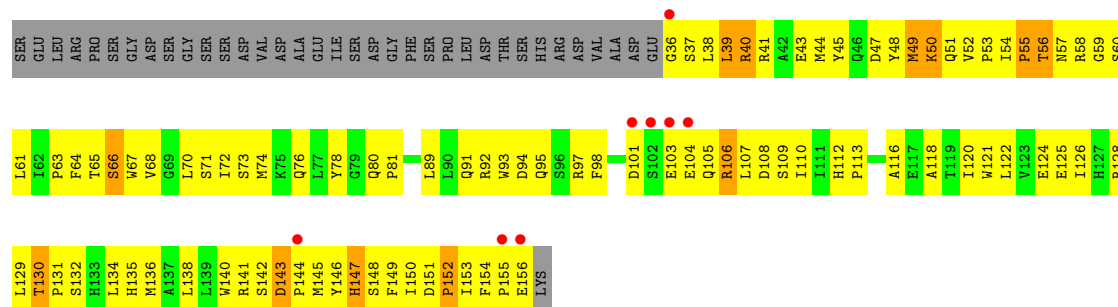 SER GLU LEU ARG PRO SER GLY ASP SER GLY SER SER ASP VAL ASP ALA GLU ILE SER ASP GLY PHE SER PRO LEU ASP THR SER HIS ARG ASP VAL ALA ASP GLU G36 S37 L38 L39 R40 R41 A42 E43 M44 Y45 Q46 D47 Y48 M49 K50 Q51 V52 P53 I54 P55 T56 N57 R58 G59 S60
L61 I62 P63 F64 T65 S66 W67 V68 G69 L70 S71 I72 S73 M74 K75 Q76 L77 Y78 G79 Q80 P81 L89 L90 Q91 R92 W93 D94 Q95 S96 R97 F98 D101 S102 E103 E104 Q105 R106 L107 D108 S109 I110 I111 H112 P113 A116 E117 A118 T119 I120 W121 L122 V123 E124 E125 I126 H127 R128
L129 T130 P131 S132 H133 L134 H135 M136 A137 L138 L139 W140 R141 S142 D143 P144 M145 Y146 H147 S148 F149 I150 D151 P152 I153 F154 P155 E156 LYS